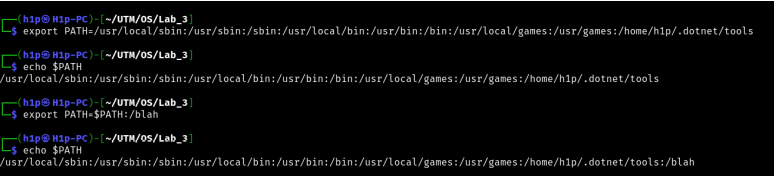 ┌──(h1p㉿H1p-PC)-[~/UTM/OS/Lab_3]
└─$ export PATH=/usr/local/sbin:/usr/sbin:/sbin:/usr/local/bin:/usr/bin:/bin:/usr/local/games:/usr/games:/home/h1p/.dotnet/tools
┌──(h1p㉿H1p-PC)-[~/UTM/OS/Lab_3]
└─$ echo $PATH
/usr/local/sbin:/usr/sbin:/sbin:/usr/local/bin:/usr/bin:/bin:/usr/local/games:/usr/games:/home/h1p/.dotnet/tools
┌──(h1p㉿H1p-PC)-[~/UTM/OS/Lab_3]
└─$ export PATH=$PATH:/blah
┌──(h1p㉿H1p-PC)-[~/UTM/OS/Lab_3]
└─$ echo $PATH
/usr/local/sbin:/usr/sbin:/sbin:/usr/local/bin:/usr/bin:/bin:/usr/local/games:/usr/games:/home/h1p/.dotnet/tools:/blah